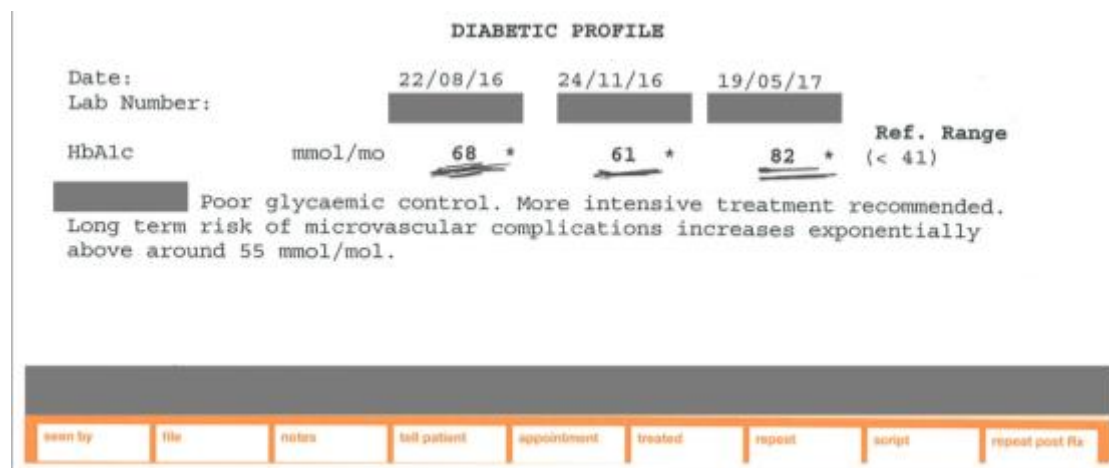 DIABETIC PROFILE
Date: 22/08/16 24/11/16 19/05/17
Lab Number:
Ref. Range
HbA1c mmol/mo 68 * 61 * 82 * (< 41)
Poor glycaemic control. More intensive treatment recommended.
Long term risk of microvascular complications increases exponentially
above around 55 mmol/mol.
seen by file notes tell patient appointment treated repeat script repeat post Rx